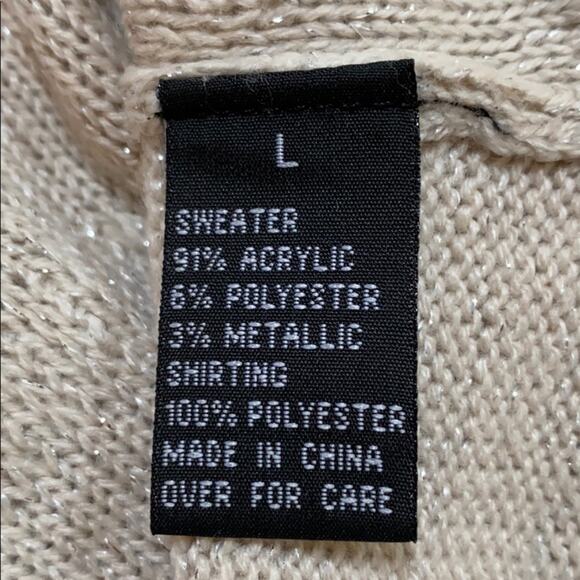 L
SWEATER
91% ACRYLIC
6% POLYESTER
3% METALLIC
SHIRTING
100% POLYESTER
MADE IN CHINA
OVER FOR CARE